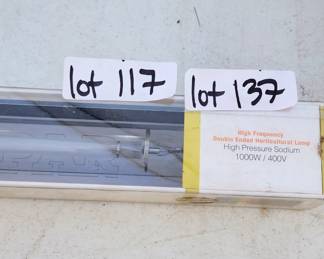 lot 117
lot 137
High Frequency
Double Ended Horticultural Lamp
High Pressure Sodium
1000W / 400V